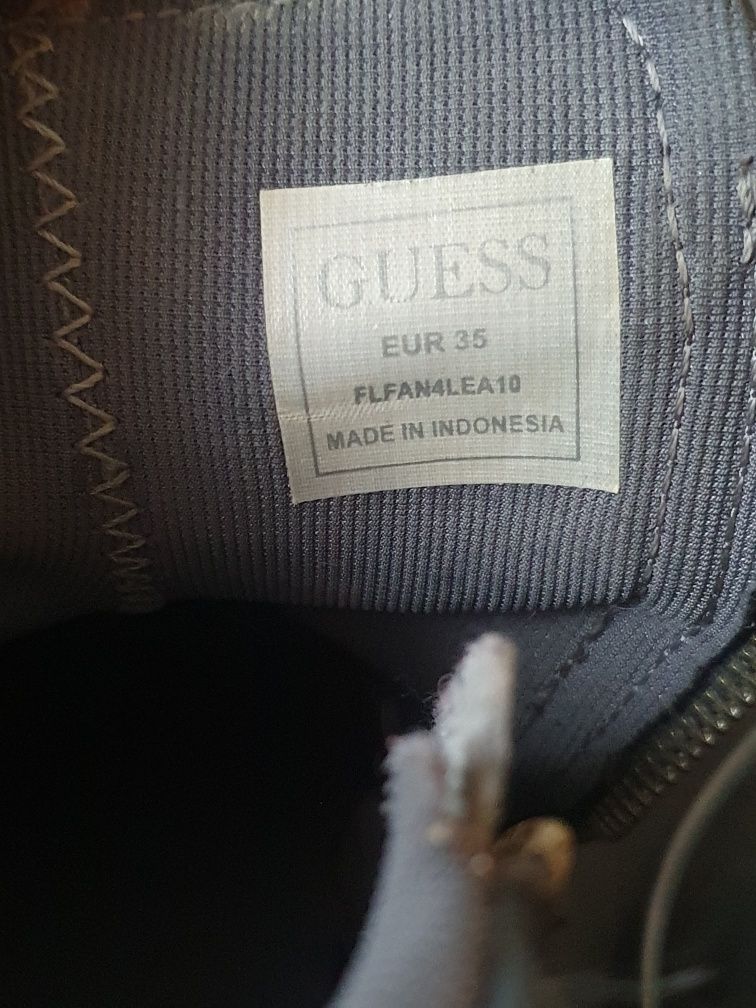 GUESS
EUR 35
FLFAN4LEA10
MADE IN INDONESIA